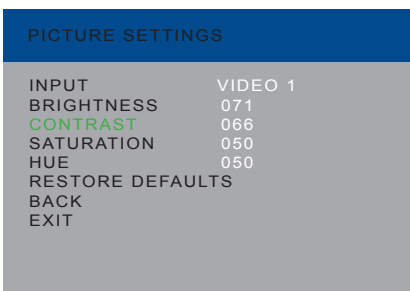 PICTURE SETTINGS
INPUT VIDEO 1
BRIGHTNESS 071
CONTRAST 066
SATURATION 050
HUE 050
RESTORE DEFAULTS
BACK
EXIT